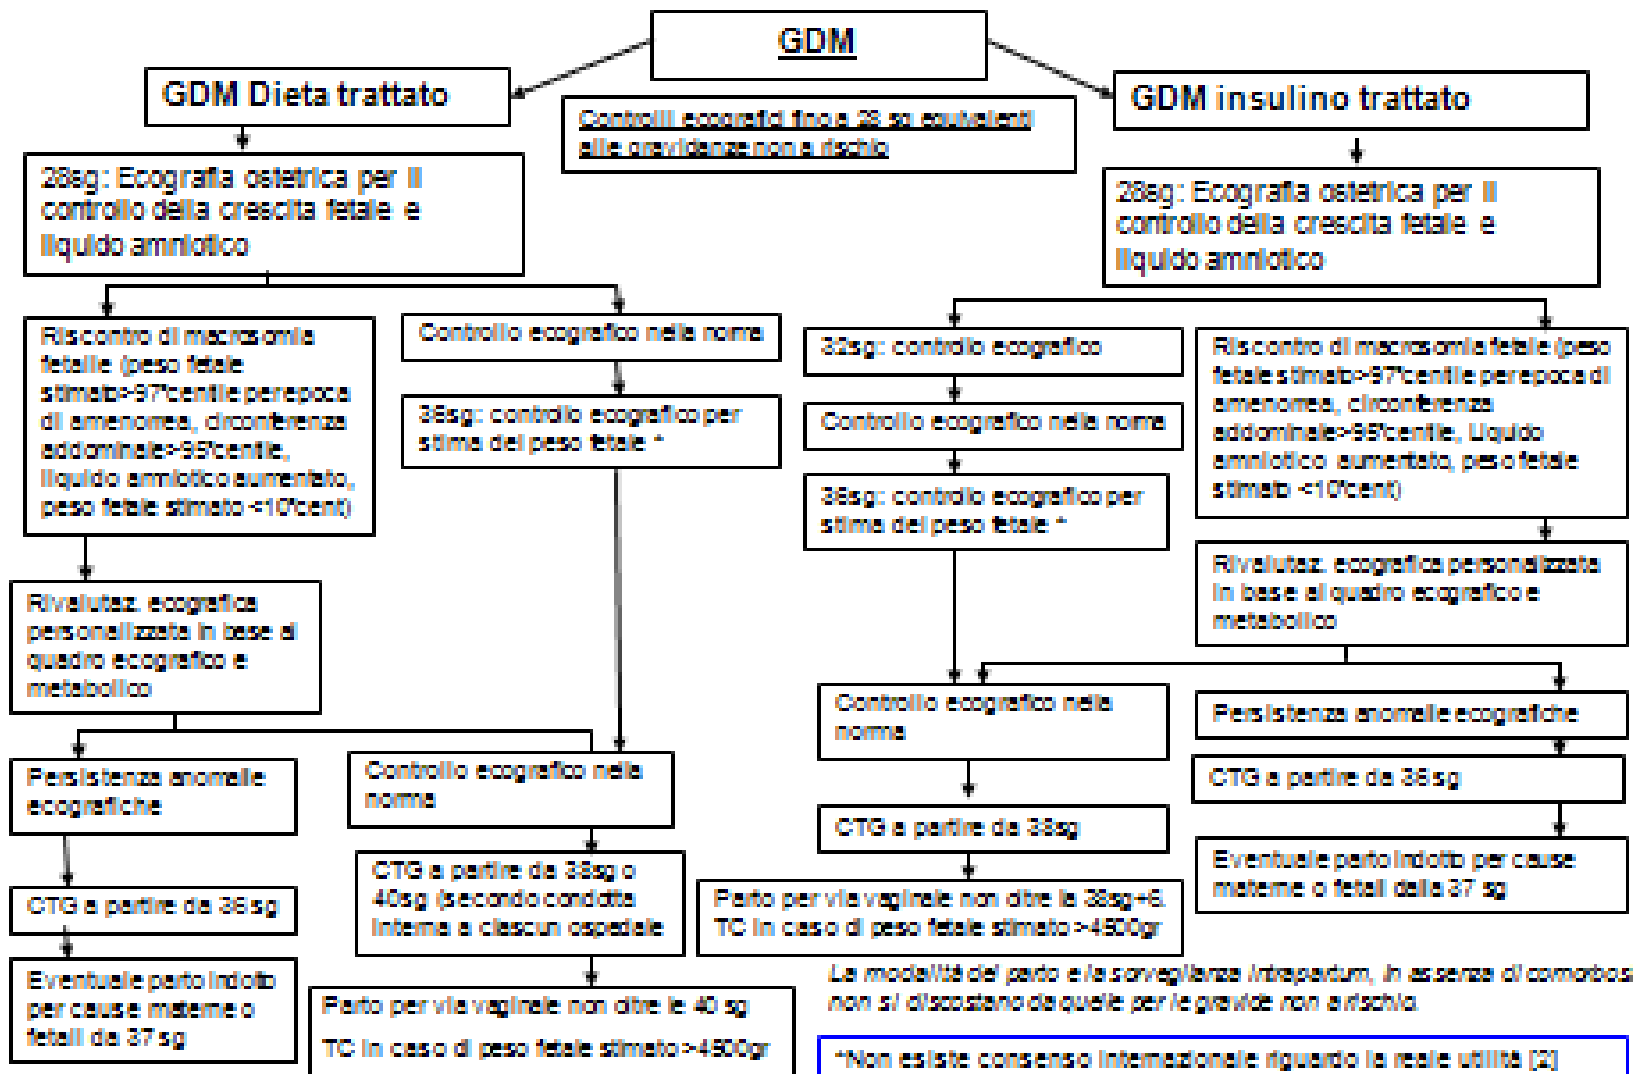 GDM
GDM Dieta trattato
GDM insulino trattato
Controlli ecografici fino a 28 sg equivalenti
alle gravidanze non a rischio
28sg: Ecografia ostetrica per il
controllo della crescita fetale e
liquido amniotico
28sg: Ecografia ostetrica per il
controllo della crescita fetale e
liquido amniotico
Riscontro di macrosomia
fetale (peso fetale
stimato>97°centile per epoca
di amenorrea, circonferenza
addominale>95°centile,
liquido amniotico aumentato,
peso fetale stimato <10°cent)
Controllo ecografico nella norma
36sg: controllo ecografico per
stima del peso fetale *
32sg: controllo ecografico
Controllo ecografico nella norma
36sg: controllo ecografico per
stima del peso fetale *
Riscontro di macrosomia fetale (peso
fetale stimato>97°centile per epoca di
amenorrea, circonferenza
addominale>95°centile, Liquido
amniotico aumentato, peso fetale
stimato <10°cent)
Rivalutaz. ecografica
personalizzata in base al
quadro ecografico e
metabolico
Rivalutaz. ecografica personalizzata
in base al quadro ecografico e
metabolico
Persistenza anomalie
ecografiche
Controllo ecografico nella
norma
Controllo ecografico nella
norma
Persistenza anomalie ecografiche
CTG a partire da 36sg
CTG a partire da 38sg o
40sg (secondo condotta
interna a ciascun ospedale
CTG a partire da 38sg
CTG a partire da 36sg
Eventuale parto indotto
per cause materne o
fetali da 37 sg
Parto per via vaginale non oltre le 40 sg
TC in caso di peso fetale stimato >4500gr
Parto per via vaginale non oltre la 38sg+6.
TC in caso di peso fetale stimato >4500gr
Eventuale parto indotto per cause
materne o fetali dalla 37 sg
La modalità del parto e la sorveglianza intrapartum, in assenza di comorbosi
non si discostano da quelle per le gravide non a rischio.
*Non esiste consenso internazionale riguardo la reale utilità [2]